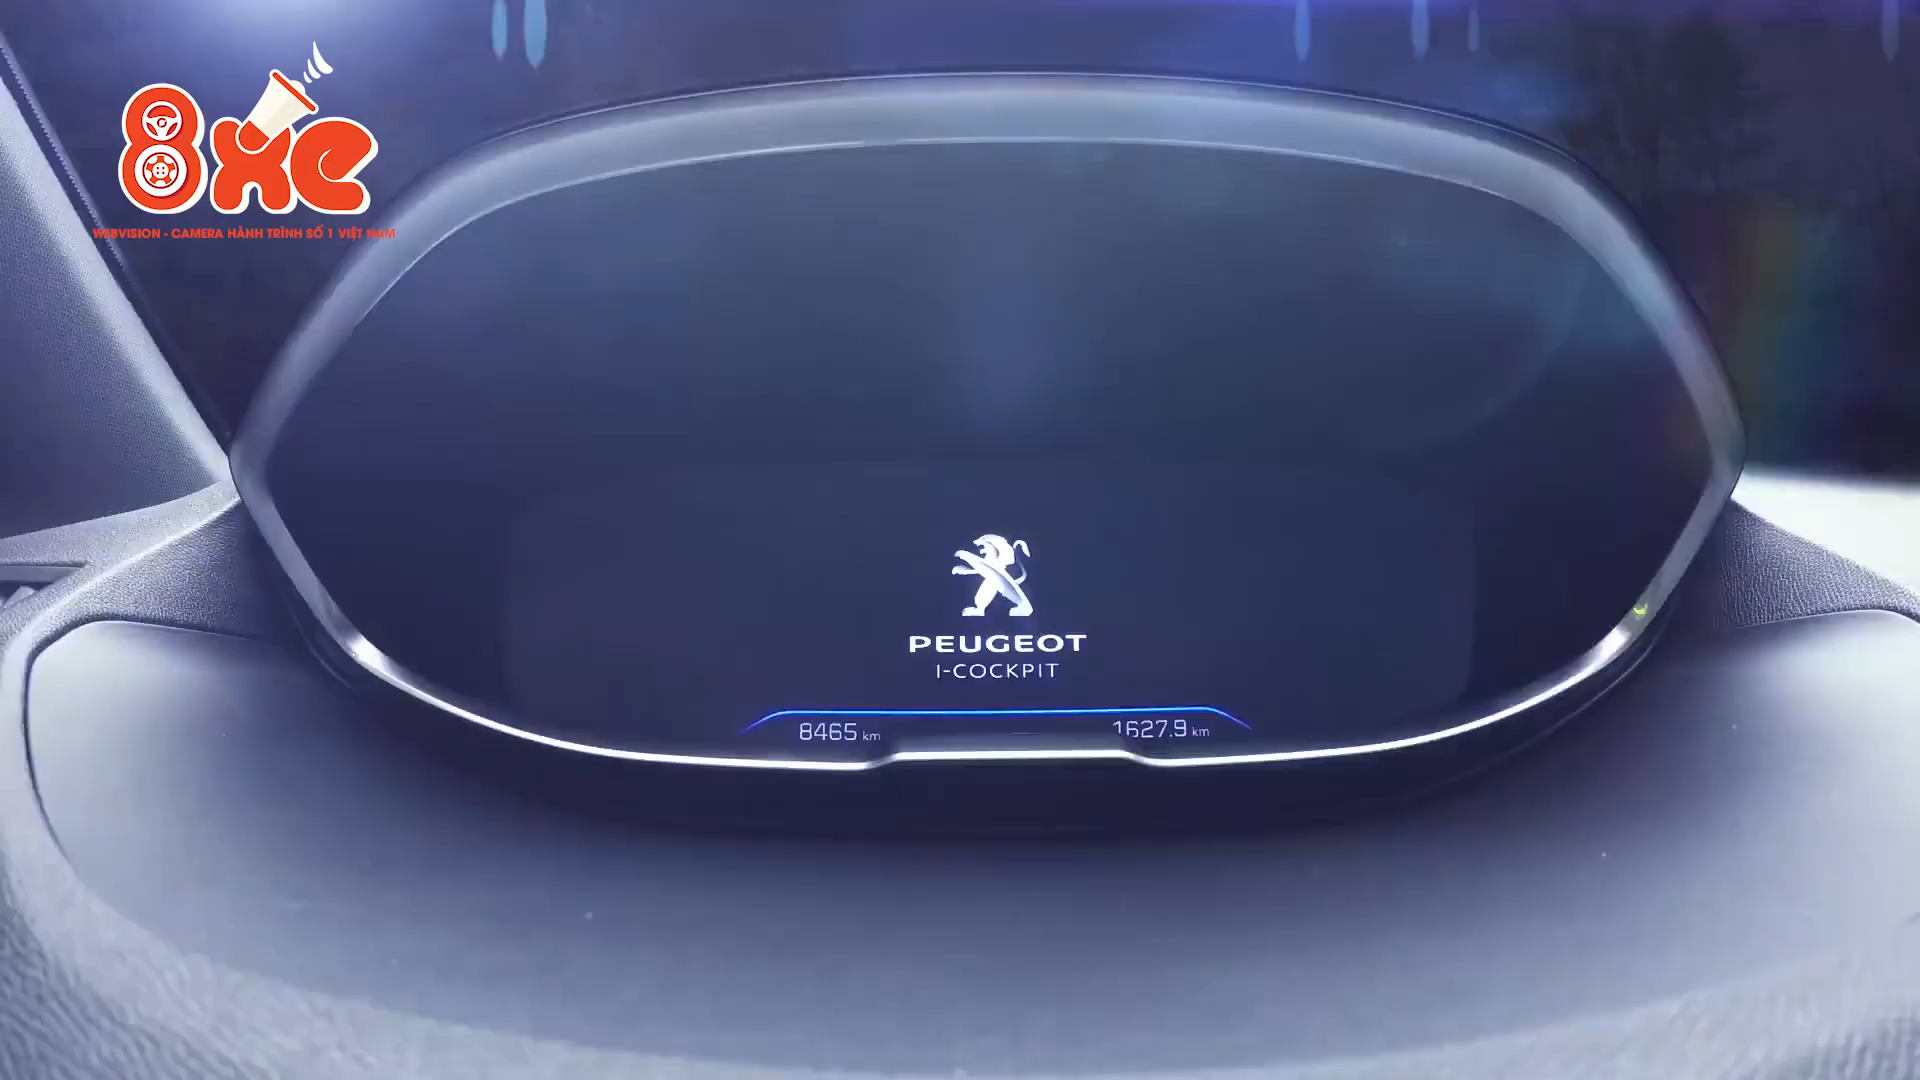 8xe
WEBVISION - CAMERA HÀNH TRÌNH SỐ 1 VIỆT NAM
PEUGEOT
I-COCKPIT
8465 km
1627.9 km